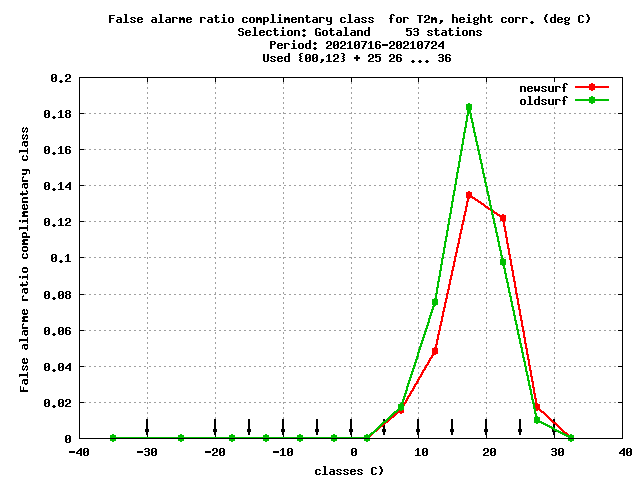 False alarme ratio complimentary class  for T2m, height corr. (deg C)
Selection: Gotaland     53 stations
Period: 20210716-20210724
Used {00,12} + 25 26 ... 36
newsurf
oldsurf
False alarme ratio complimentary class
0.2
0.18
0.16
0.14
0.12
0.1
0.08
0.06
0.04
0.02
0
-40 -30 -20 -10 0 10 20 30 40
classes C)